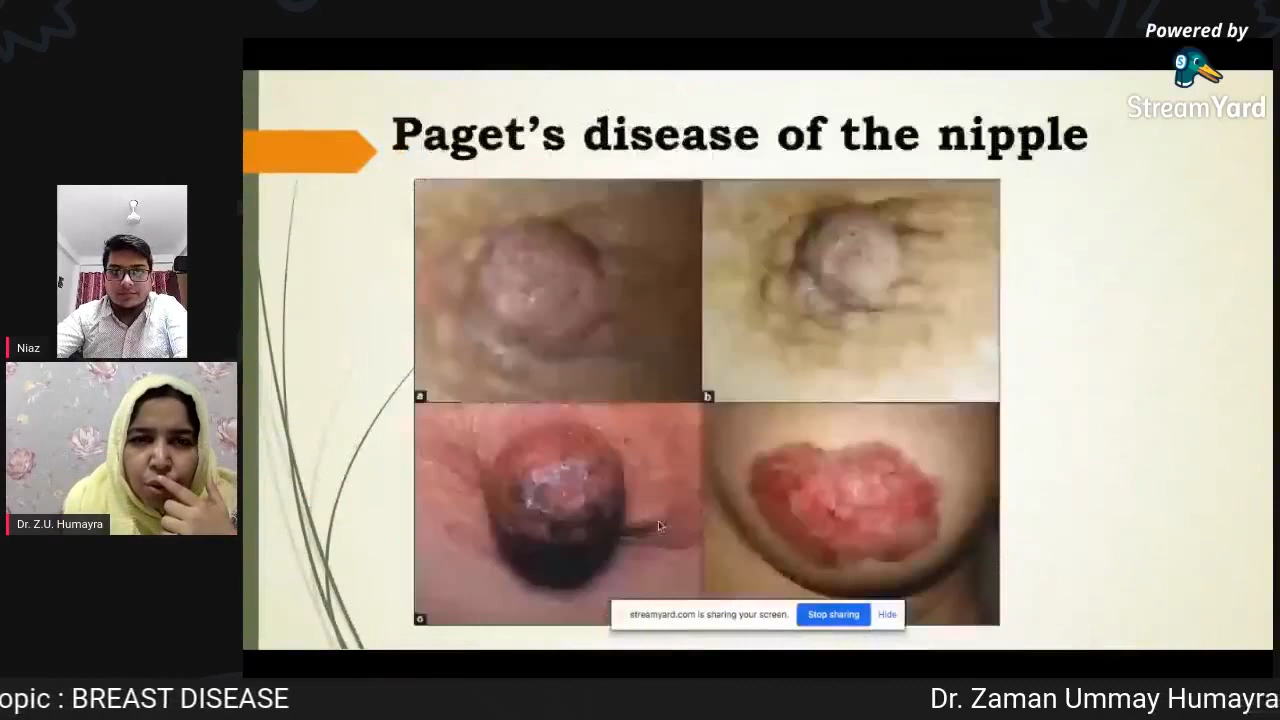 Powered by
StreamYard
Paget's disease of the nipple
a
b
Niaz
Dr. Z.U. Humayra
streamyard.com is sharing your screen.
Stop sharing
Hide
opic : BREAST DISEASE
Dr. Zaman Ummay Humayra